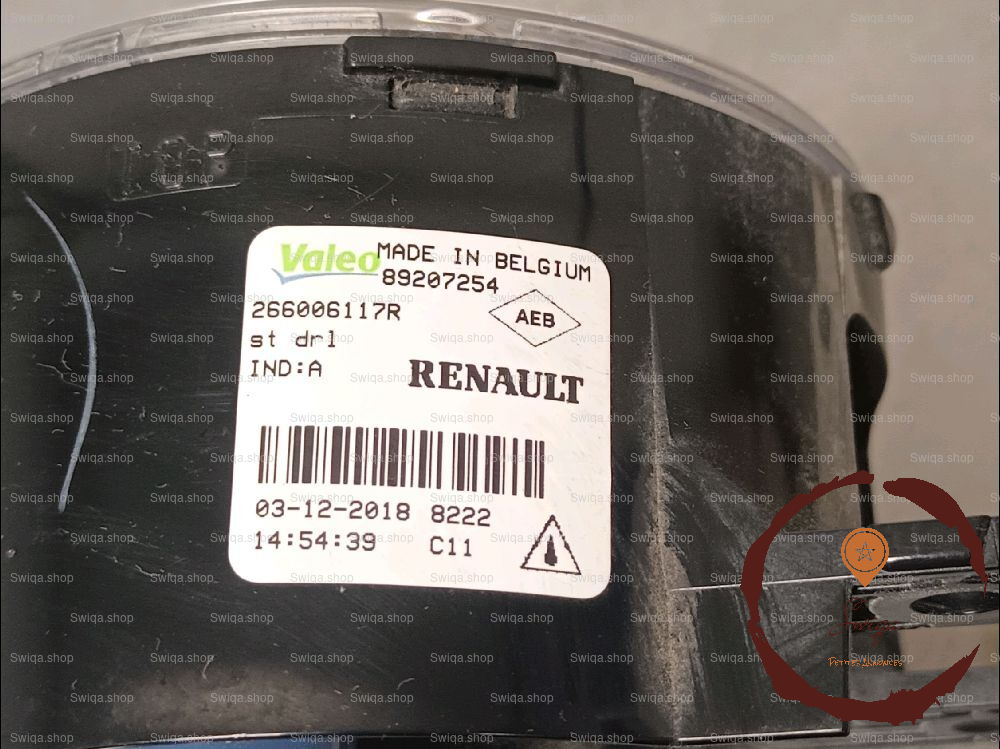 Valeo MADE IN BELGIUM
89207254
266006117R
AEB
st drl
IND:A
RENAULT
03-12-2018 8222
14:54:39 C11
Swiqa.shop